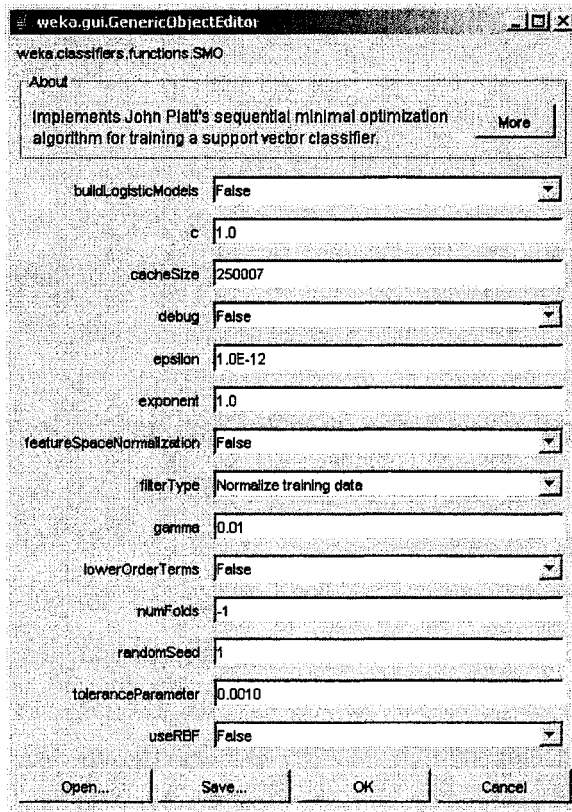 weka.gui.GenericObjectEditor
weka.classifiers.functions.SMO
About
Implements John Platt's sequential minimal optimization
algorithm for training a support vector classifier.
More
buildLogisticModels False
c 1.0
cacheSize 250007
debug False
epsilon 1.0E-12
exponent 1.0
featureSpaceNormalization False
filterType Normalize training data
gamma 0.01
lowerOrderTerms False
numFolds -1
randomSeed 1
toleranceParameter 0.0010
useRBF False
Open... Save... OK Cancel